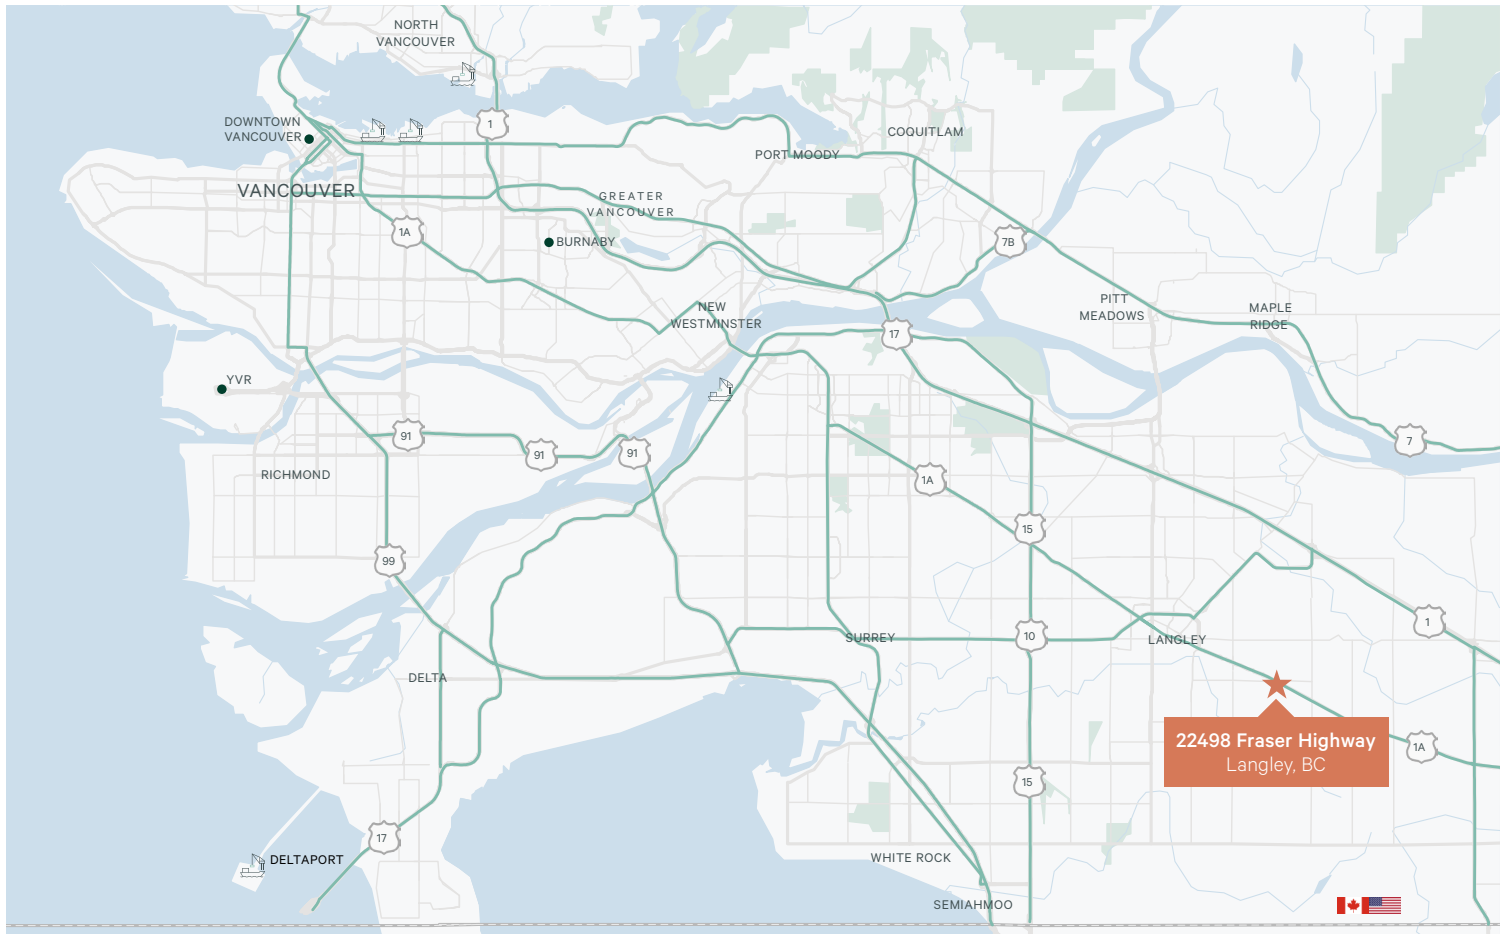 NORTH
VANCOUVER
DOWNTOWN
VANCOUVER
1
COQUITLAM
PORT MOODY
VANCOUVER
GREATER
VANCOUVER
1A
BURNABY
7B
NEW
WESTMINSTER
PITT
MEADOWS
MAPLE
RIDGE
17
YVR
91
91
91
7
RICHMOND
1A
15
99
1
SURREY
10
LANGLEY
DELTA
22498 Fraser Highway
Langley, BC
1A
15
17
DELTAPORT
WHITE ROCK
SEMIAHMOO